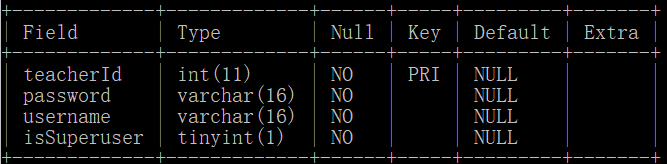 Field Type Null Key Default Extra
teacherId int(11) NO PRI NULL
password varchar(16) NO NULL
username varchar(16) NO NULL
isSuperuser tinyint(1) NO NULL